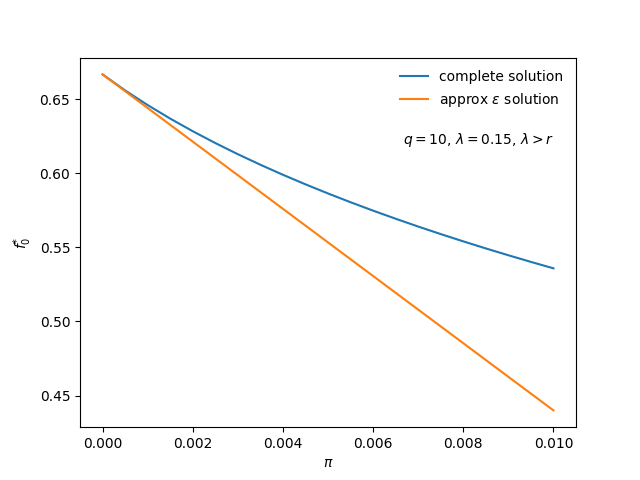 complete solution
approx ε solution
q = 10, λ = 0.15, λ > r
0.65
0.60
0.55
0.50
0.45
f₀*
0.000 0.002 0.004 0.006 0.008 0.010
π